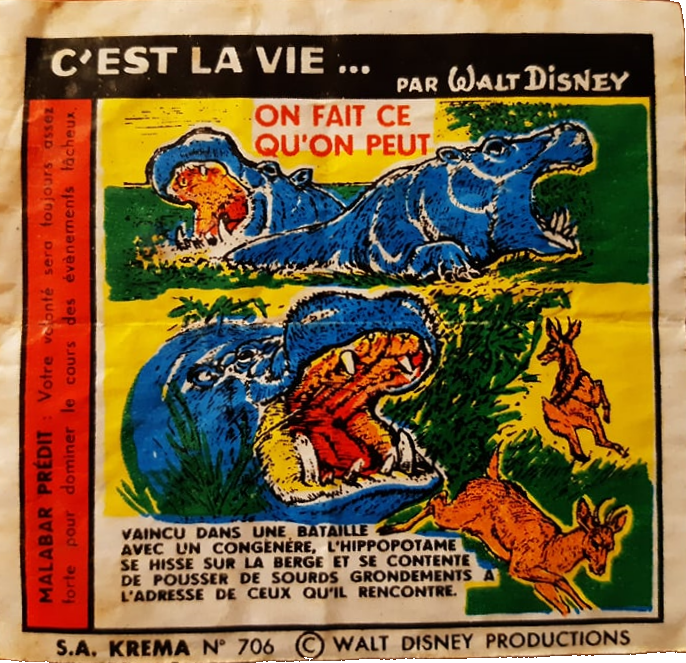 C'EST LA VIE ...
PAR WALT DISNEY
MALABAR PRÉDIT : Votre volonté sera toujours assez
forte pour dominer le cours des évènements fâcheux.
ON FAIT CE
QU'ON PEUT
VAINCU DANS UNE BATAILLE
AVEC UN CONGÉNÈRE, L'HIPPOPOTAME
SE HISSE SUR LA BERGE ET SE CONTENTE
DE POUSSER DE SOURDS GRONDEMENTS A
L'ADRESSE DE CEUX QU'IL RENCONTRE.
S.A. KREMA N° 706 © WALT DISNEY PRODUCTIONS